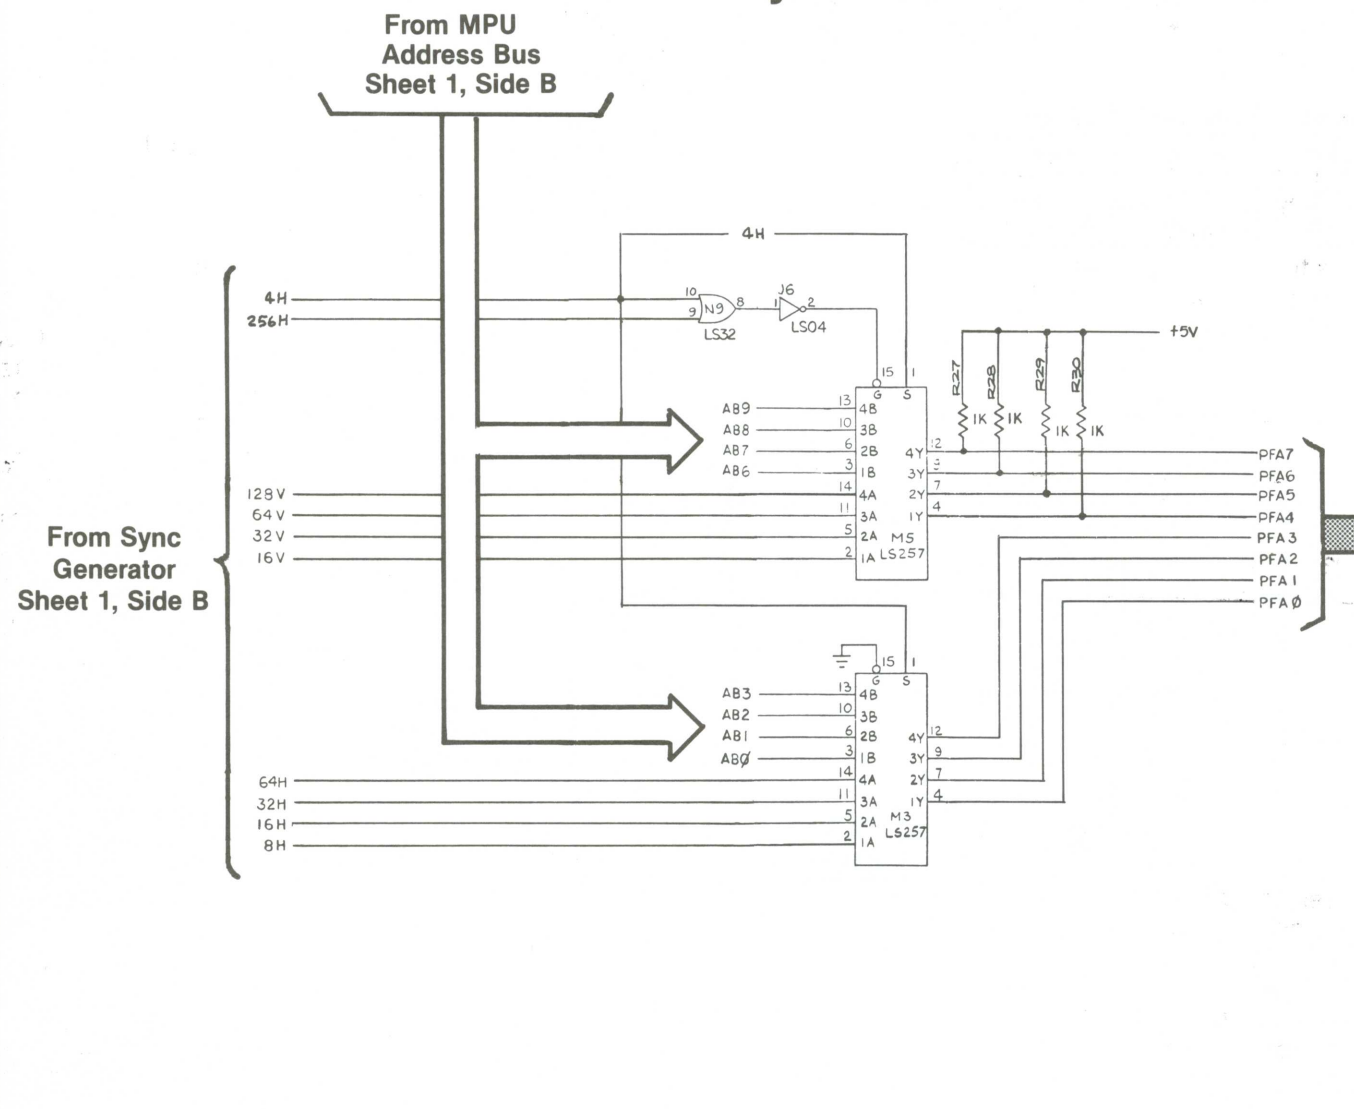 From MPU
Address Bus
Sheet 1, Side B
4H
4H
256H
10
9
N9
8
LS32
J6
1
2
LS04
+5V
R27
R28
R29
R30
1K
1K
1K
1K
15
1
G
S
AB9
13
4B
AB8
10
3B
AB7
6
2B
AB6
3
1B
128V
14
4A
64V
11
3A
32V
5
2A
16V
2
1A
M5
LS257
4Y
12
3Y
2Y
7
1Y
4
PFA7
PFA6
PFA5
PFA4
PFA3
PFA2
PFA1
PFAØ
From Sync
Generator
Sheet 1, Side B
15
1
G
S
AB3
13
4B
AB2
10
3B
AB1
6
2B
ABØ
3
1B
64H
14
4A
32H
11
3A
16H
5
2A
8H
2
1A
M3
LS257
4Y
12
3Y
9
2Y
7
1Y
4